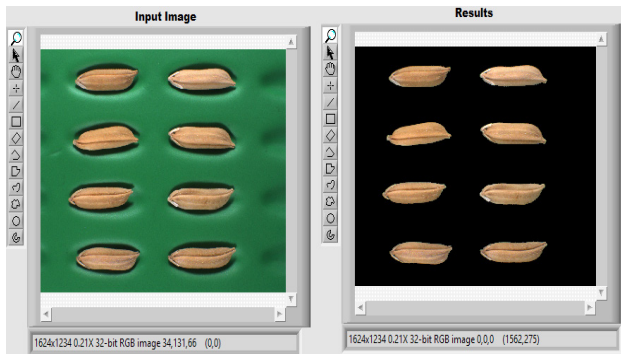 Input Image
Results
1624x1234 0.21X 32-bit RGB image 34,131,66 (0,0)
1624x1234 0.21X 32-bit RGB image 0,0,0 (1562,275)